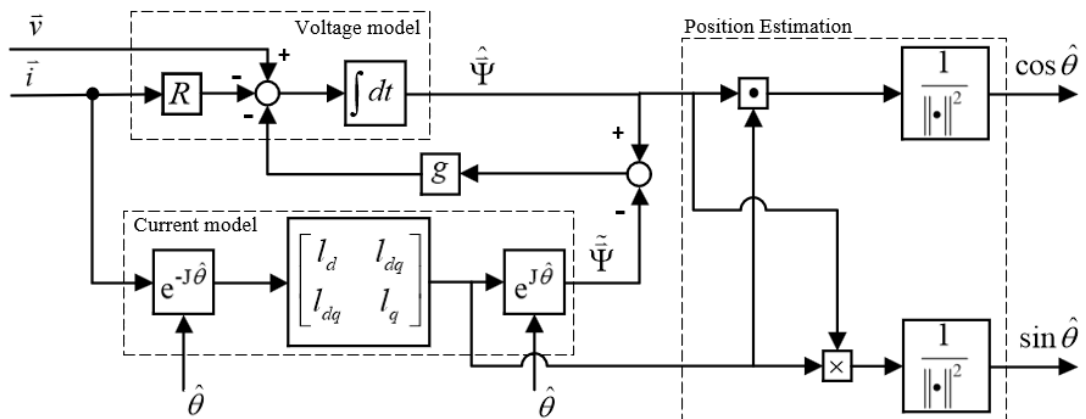 Voltage model
Position Estimation
v⃗
i⃗
+
-
-
R
∫dt
Ψ̂⃗
+
-
g
1
‖•‖²
cos θ̂
Current model
e^{-Jθ̂}
l_d l_dq
l_dq l_q
e^{Jθ̂}
Ψ̃⃗
×
1
‖•‖²
sin θ̂
θ̂
θ̂